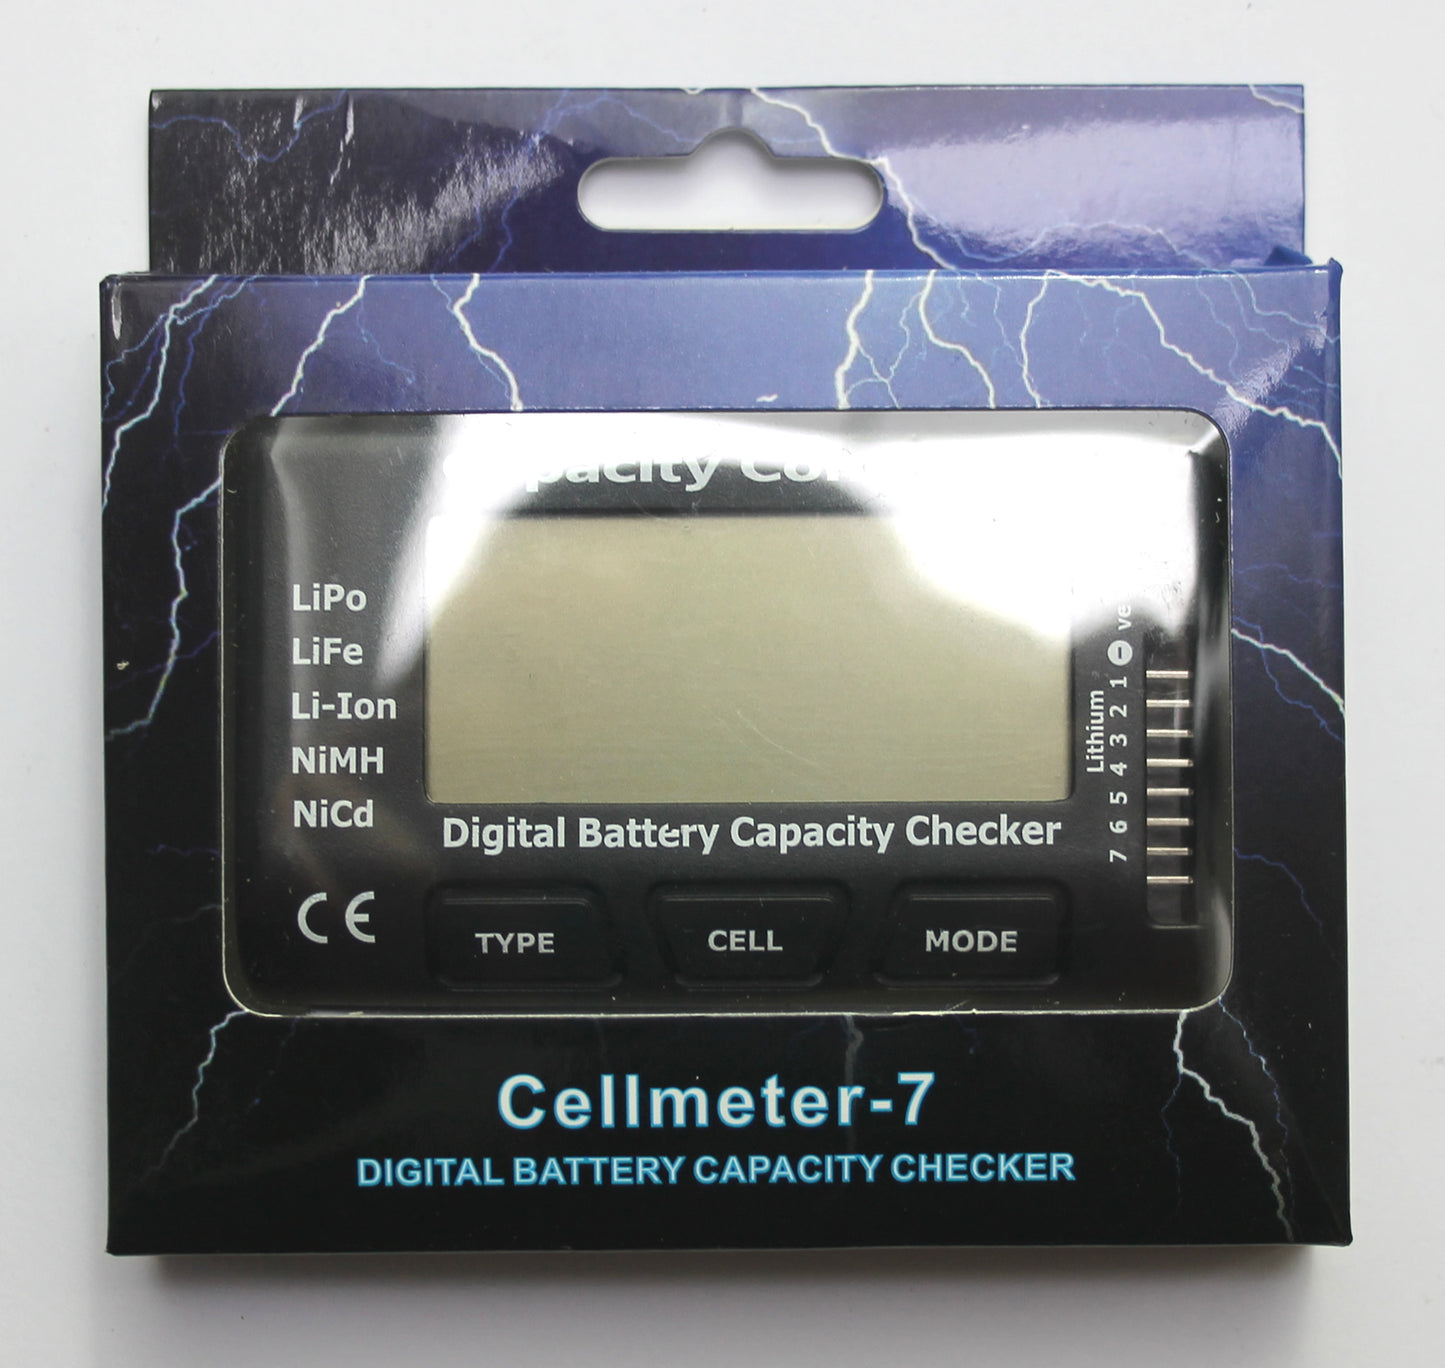 LiPo
LiFe
Li-Ion
NiMH
NiCd
CE
Digital Battery Capacity Checker
TYPE CELL MODE
Lithium
7 6 5 4 3 2 1 -
Cellmeter-7
DIGITAL BATTERY CAPACITY CHECKER